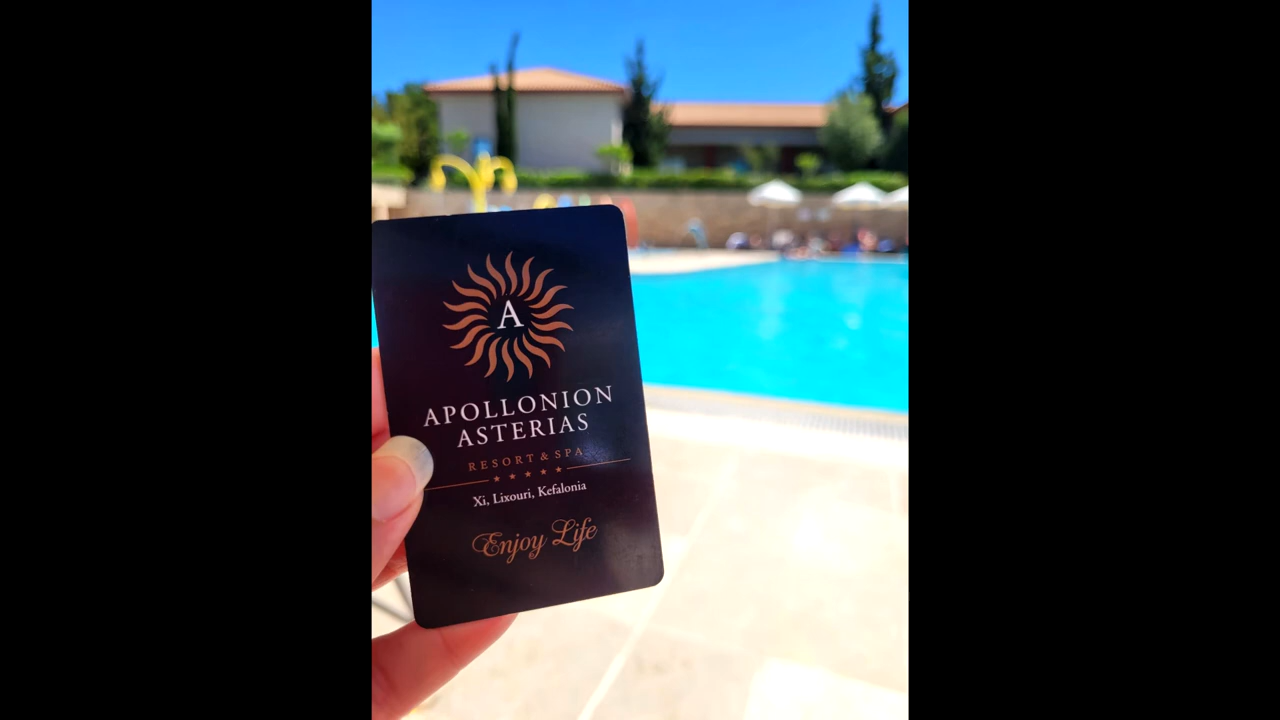 A
APOLLONION
ASTERIAS
RESORT & SPA
Xi, Lixouri, Kefalonia
Enjoy Life